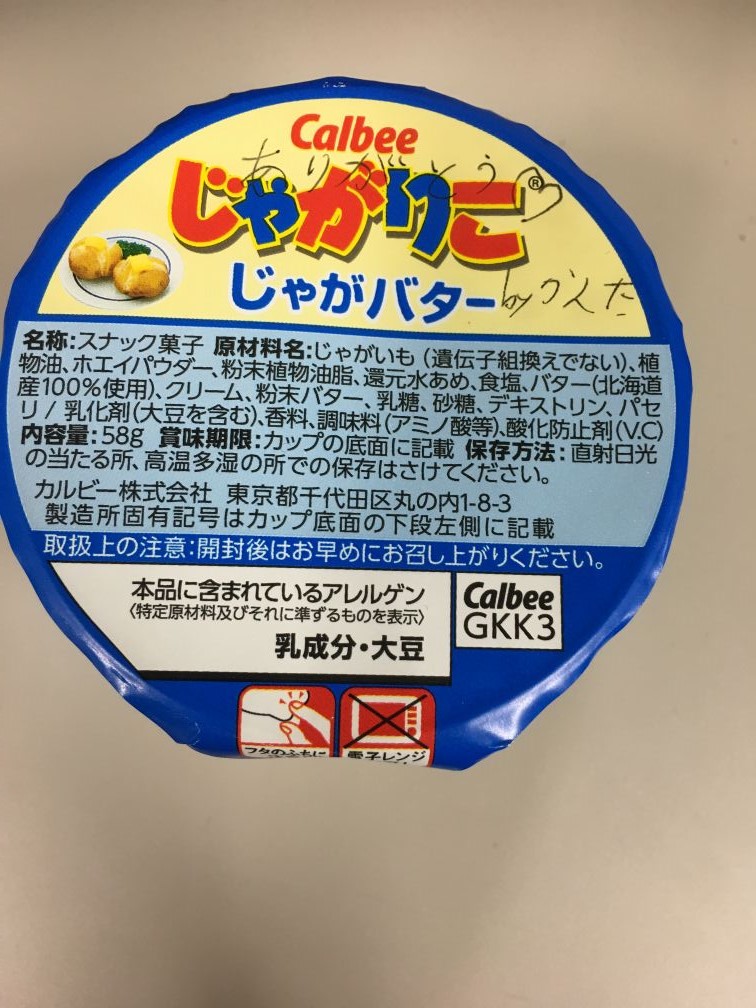 Calbee
ありがとう♡
じゃがりこ®
じゃがバター
byかんた
名称:スナック菓子 原材料名:じゃがいも(遺伝子組換えでない)、植
物油、ホエイパウダー、粉末植物油脂、還元水あめ、食塩、バター(北海道
産100%使用)、クリーム、粉末バター、乳糖、砂糖、デキストリン、パセ
リ/乳化剤(大豆を含む)、香料、調味料(アミノ酸等)、酸化防止剤(V.C)
内容量:58g 賞味期限:カップの底面に記載 保存方法:直射日光
の当たる所、高温多湿の所での保存はさけてください。
カルビー株式会社 東京都千代田区丸の内1-8-3
製造所固有記号はカップ底面の下段左側に記載
取扱上の注意:開封後はお早めにお召し上がりください。
本品に含まれているアレルゲン
〈特定原材料及びそれに準ずるものを表示〉
乳成分・大豆
Calbee
GKK3
フタのふちに
電子レンジ